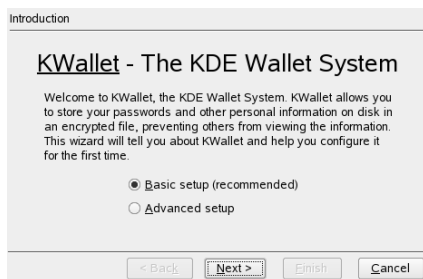 Introduction
KWallet - The KDE Wallet System
Welcome to KWallet, the KDE Wallet System. KWallet allows you
to store your passwords and other personal information on disk in
an encrypted file, preventing others from viewing the information.
This wizard will tell you about KWallet and help you configure it
for the first time.
Basic setup (recommended)
Advanced setup
< Back Next > Finish Cancel